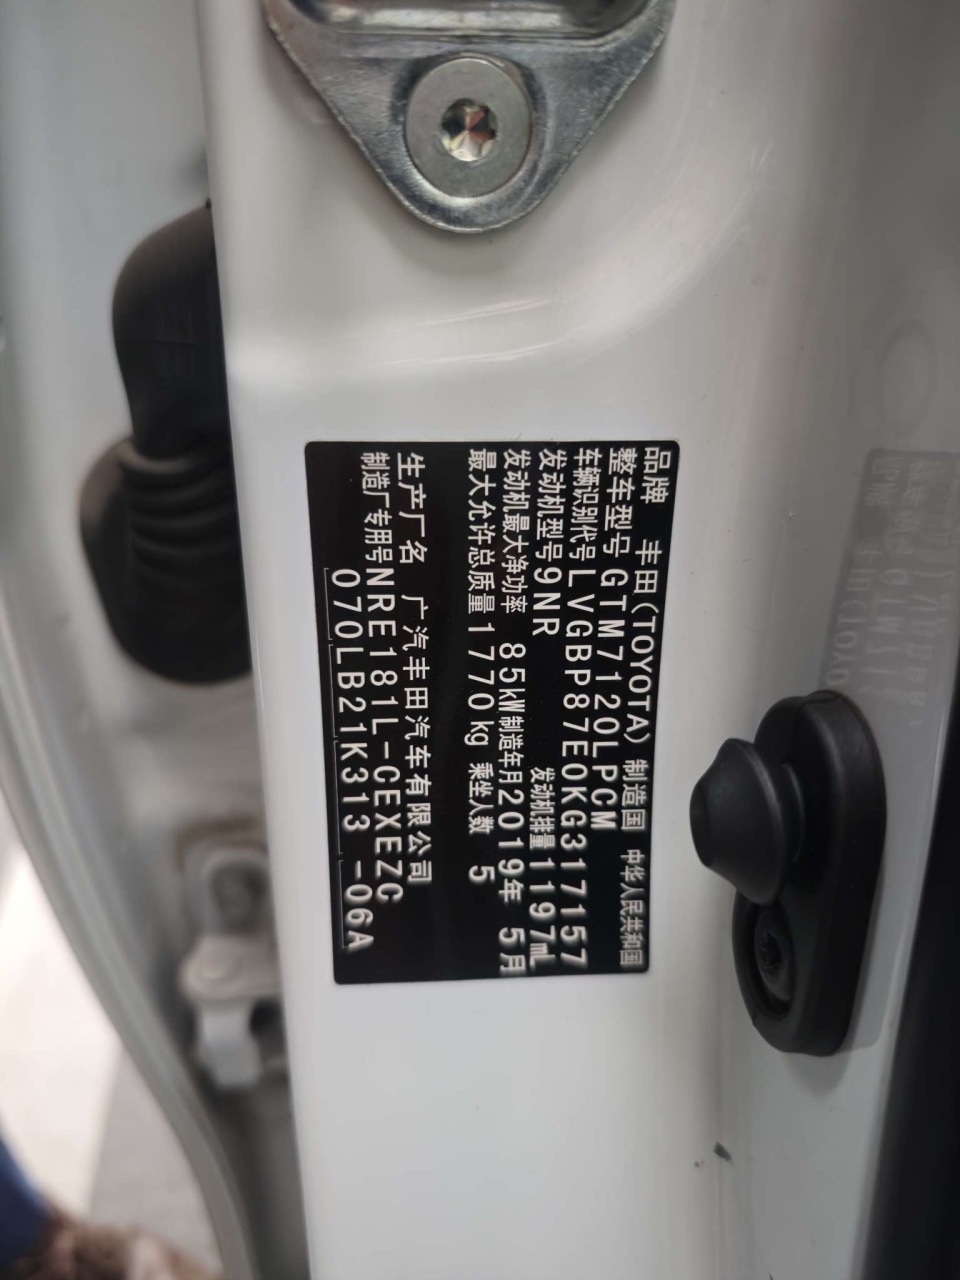 品牌 丰田(TOYOTA) 制造国 中华人民共和国
整车型号 GTM7120LPCM
车辆识别代号 LVGBP87E0KG317157
发动机型号 9NR 发动机排量 1197mL
发动机最大净功率 85kW 制造年月 2019年 5月
最大允许总质量 1770kg 乘坐人数 5
生产厂名 广汽丰田汽车有限公司
制造厂专用号 NRE181L-CEXEZC
070LB21K313 -06A